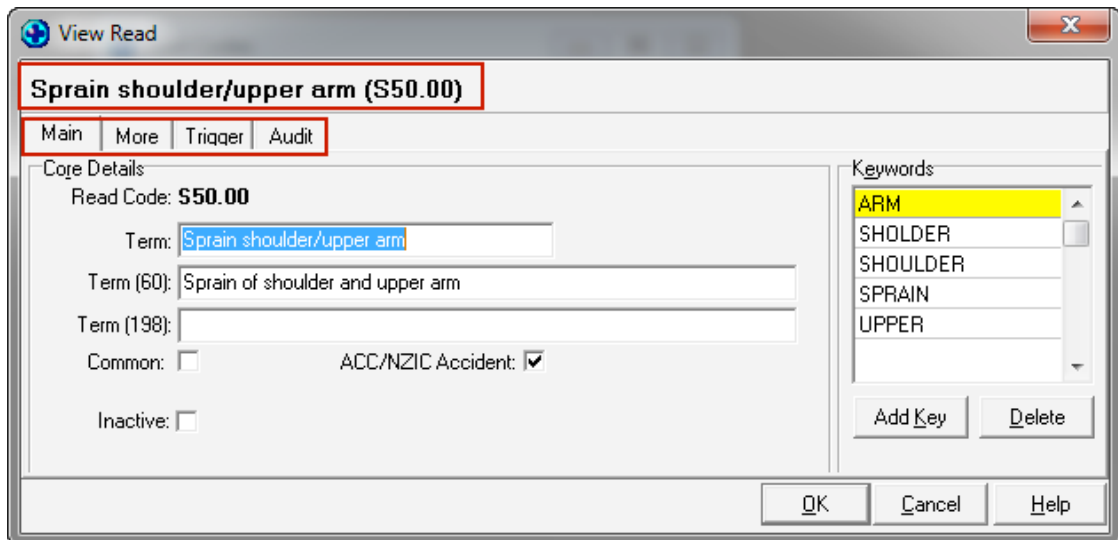 View Read
Sprain shoulder/upper arm (S50.00)
Main More Trigger Audit
Core Details
Read Code: S50.00
Term: Sprain shoulder/upper arm
Term (60): Sprain of shoulder and upper arm
Term (198):
Common: ACC/NZIC Accident:
Inactive:
Keywords
ARM
SHOLDER
SHOULDER
SPRAIN
UPPER
Add Key Delete
OK Cancel Help